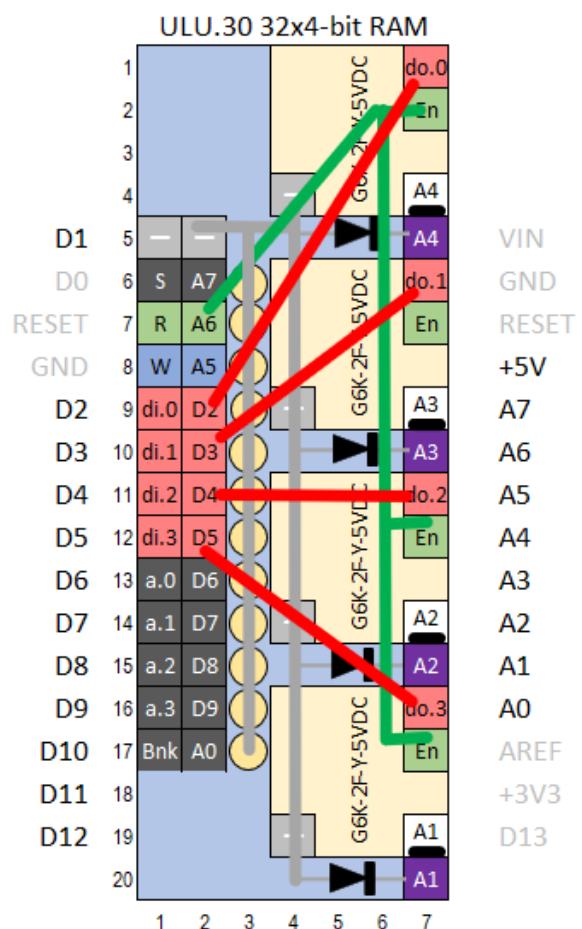 ULU.30 32x4-bit RAM
1 do.0
2 En
3
4 — A4
G6K-2F-Y-5VDC
D1 5 — — A4 VIN
D0 6 S A7 do.1 GND
RESET 7 R A6 En RESET
GND 8 W A5 +5V
G6K-2F-Y-5VDC
D2 9 di.0 D2 — A3 A7
D3 10 di.1 D3 A3 A6
D4 11 di.2 D4 do.2 A5
D5 12 di.3 D5 En A4
G6K-2F-Y-5VDC
D6 13 a.0 D6 A3
D7 14 a.1 D7 — A2 A2
D8 15 a.2 D8 A2 A1
D9 16 a.3 D9 do.3 A0
D10 17 Bnk A0 En AREF
G6K-2F-Y-5VDC
D11 18 +3V3
D12 19 — A1 D13
20 A1
1 2 3 4 5 6 7